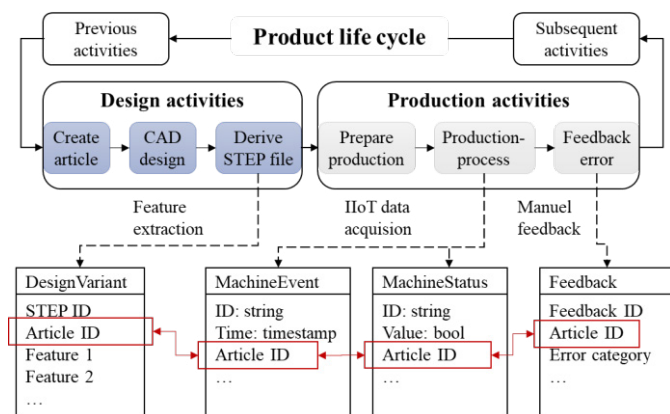 Previous
activities
Product life cycle
Subsequent
activities
Design activities
Production activities
Create
article
CAD
design
Derive
STEP file
Prepare
production
Production-
process
Feedback
error
Feature
extraction
IIoT data
acquision
Manuel
feedback
DesignVariant
STEP ID
Article ID
Feature 1
Feature 2
…
MachineEvent
ID: string
Time: timestamp
Article ID
…
MachineStatus
ID: string
Value: bool
Article ID
…
Feedback
Feedback ID
Article ID
Error category
…